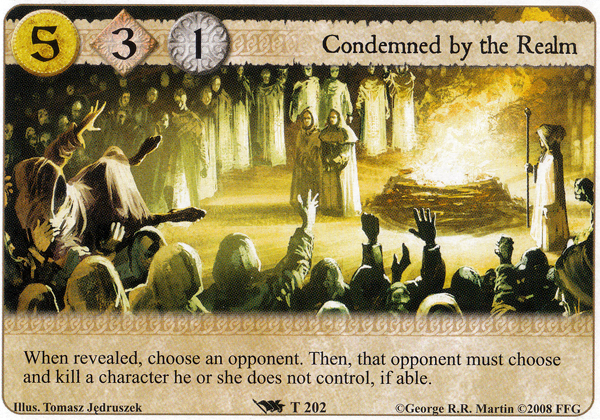 5 3 1 Condemned by the Realm
When revealed, choose an opponent. Then, that opponent must choose
and kill a character he or she does not control, if able.
Illus. Tomasz Jędruszek T 202 ©George R.R. Martin ©2008 FFG